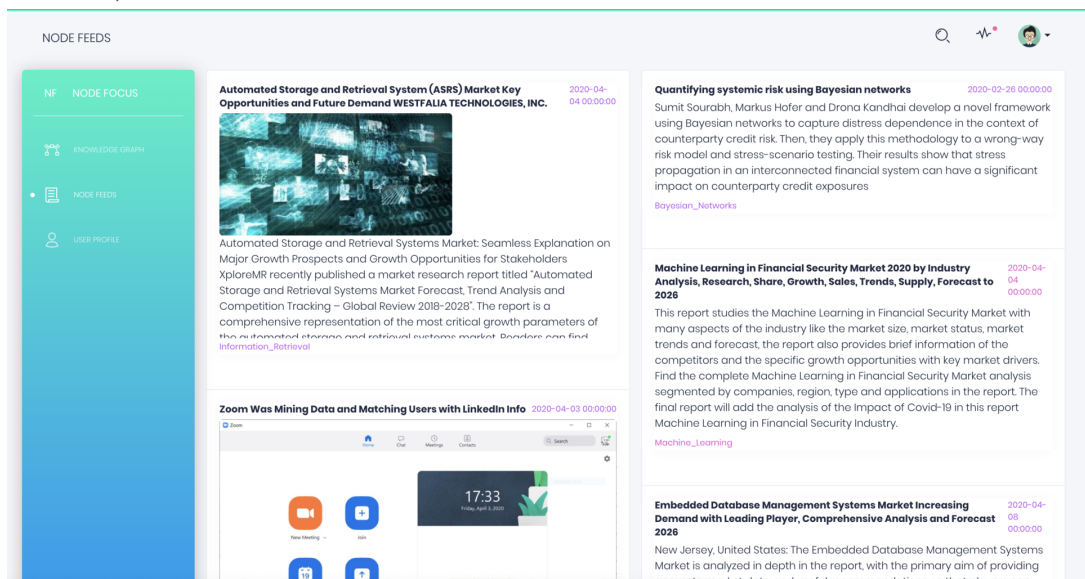 NODE FEEDS
NF NODE FOCUS
KNOWLEDGE GRAPH
NODE FEEDS
USER PROFILE
Automated Storage and Retrieval System (ASRS) Market Key
Opportunities and Future Demand WESTFALIA TECHNOLOGIES, INC.
2020-04-
04 00:00:00
Automated Storage and Retrieval Systems Market: Seamless Explanation on
Major Growth Prospects and Growth Opportunities for Stakeholders
XploreMR recently published a market research report titled "Automated
Storage and Retrieval Systems Market Forecast, Trend Analysis and
Competition Tracking – Global Review 2018-2028". The report is a
comprehensive representation of the most critical growth parameters of
the automated storage and retrieval systems market. Readers can find
Information_Retrieval
Zoom Was Mining Data and Matching Users with LinkedIn Info 2020-04-03 00:00:00
Zoom
Home Chat Meetings Contacts
Search
17:33
Friday, April 3, 2020
New Meeting Join
19
Quantifying systemic risk using Bayesian networks 2020-02-26 00:00:00
Sumit Sourabh, Markus Hofer and Drona Kandhai develop a novel framework
using Bayesian networks to capture distress dependence in the context of
counterparty credit risk. Then, they apply this methodology to a wrong-way
risk model and stress-scenario testing. Their results show that stress
propagation in an interconnected financial system can have a significant
impact on counterparty credit exposures
Bayesian_Networks
Machine Learning in Financial Security Market 2020 by Industry
Analysis, Research, Share, Growth, Sales, Trends, Supply, Forecast to
2026
2020-04-
04
00:00:00
This report studies the Machine Learning in Financial Security Market with
many aspects of the industry like the market size, market status, market
trends and forecast, the report also provides brief information of the
competitors and the specific growth opportunities with key market drivers.
Find the complete Machine Learning in Financial Security Market analysis
segmented by companies, region, type and applications in the report. The
final report will add the analysis of the Impact of Covid-19 in this report
Machine Learning in Financial Security Industry.
Machine_Learning
Embedded Database Management Systems Market Increasing
Demand with Leading Player, Comprehensive Analysis and Forecast
2026
2020-04-
08
00:00:00
New Jersey, United States: The Embedded Database Management Systems
Market is analyzed in depth in the report, with the primary aim of providing